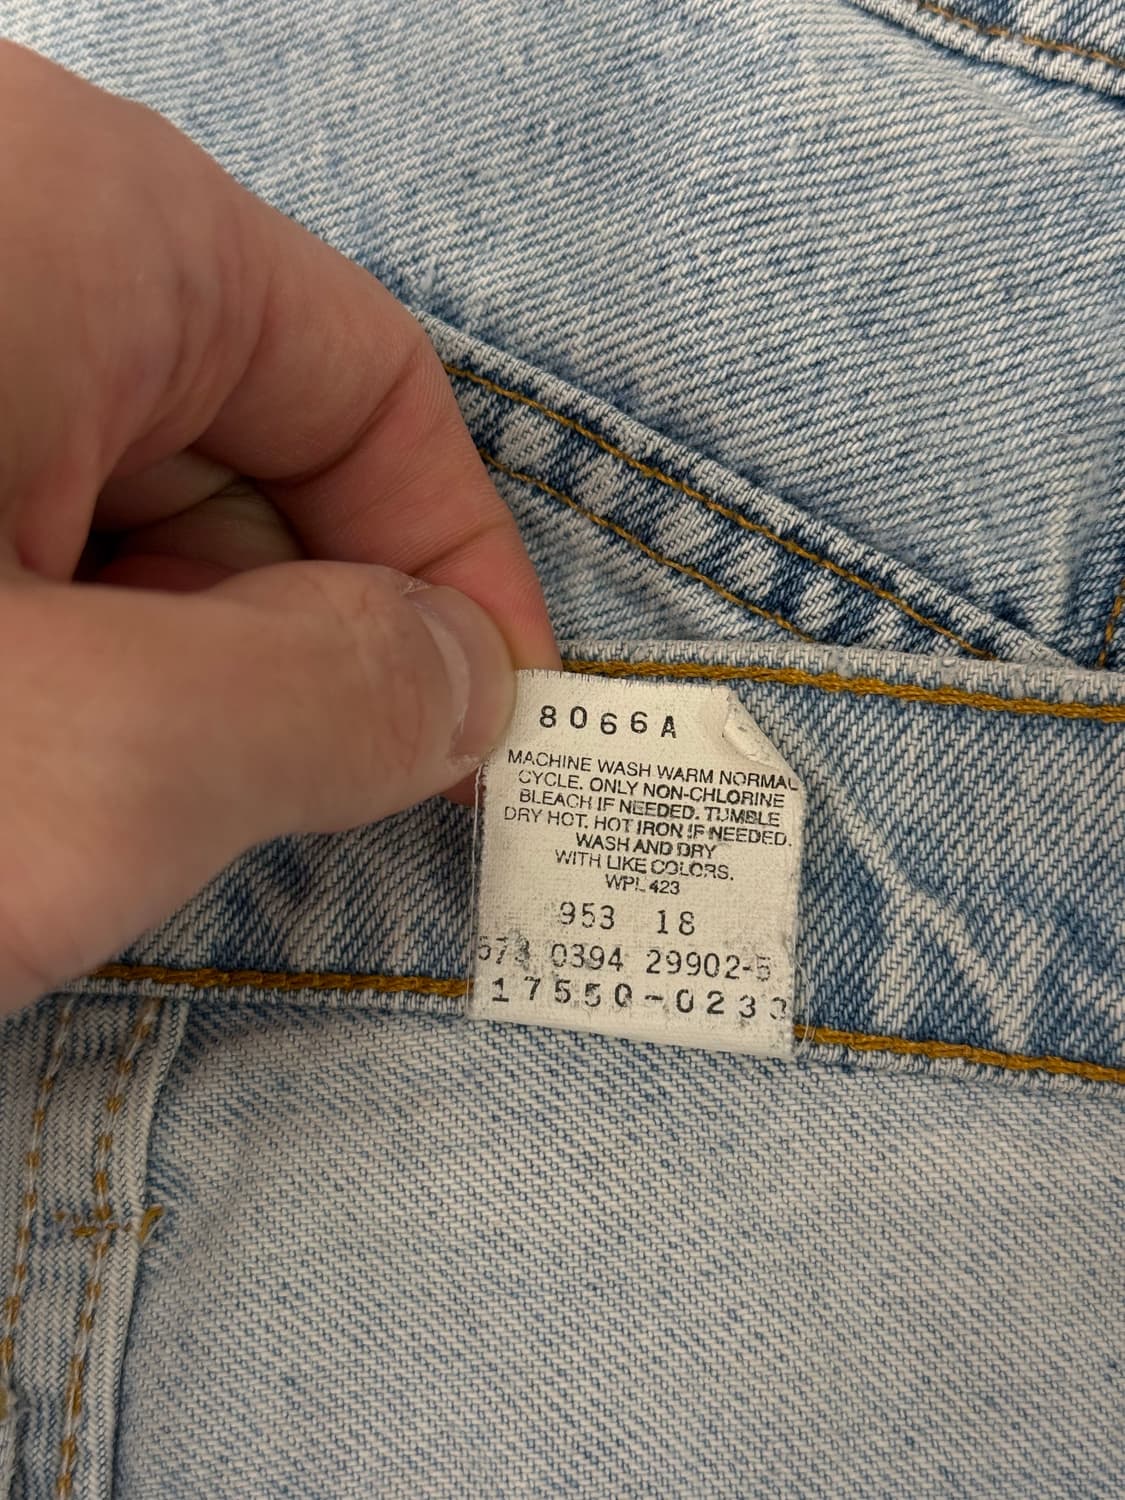 8066A
MACHINE WASH WARM NORMAL
CYCLE. ONLY NON-CHLORINE
BLEACH IF NEEDED. TUMBLE
DRY HOT. HOT IRON IF NEEDED.
WASH AND DRY
WITH LIKE COLORS.
WPL 423
953 18
0394 29902-5
17550-0233